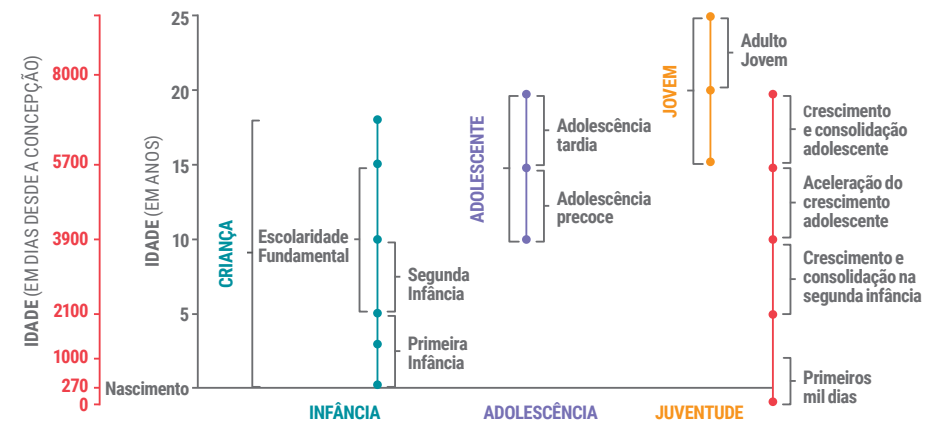 IDADE (EM DIAS DESDE A CONCEPÇÃO)
8000
5700
3900
2100
1000
270
0
IDADE (EM ANOS)
25
20
15
10
5
Nascimento
CRIANÇA
Escolaridade
Fundamental
Segunda
Infância
Primeira
Infância
INFÂNCIA
ADOLESCENTE
Adolescência
tardia
Adolescência
precoce
ADOLESCÊNCIA
JOVEM
Adulto
Jovem
JUVENTUDE
Crescimento
e consolidação
adolescente
Aceleração do
crescimento
adolescente
Crescimento e
consolidação na
segunda infância
Primeiros
mil dias